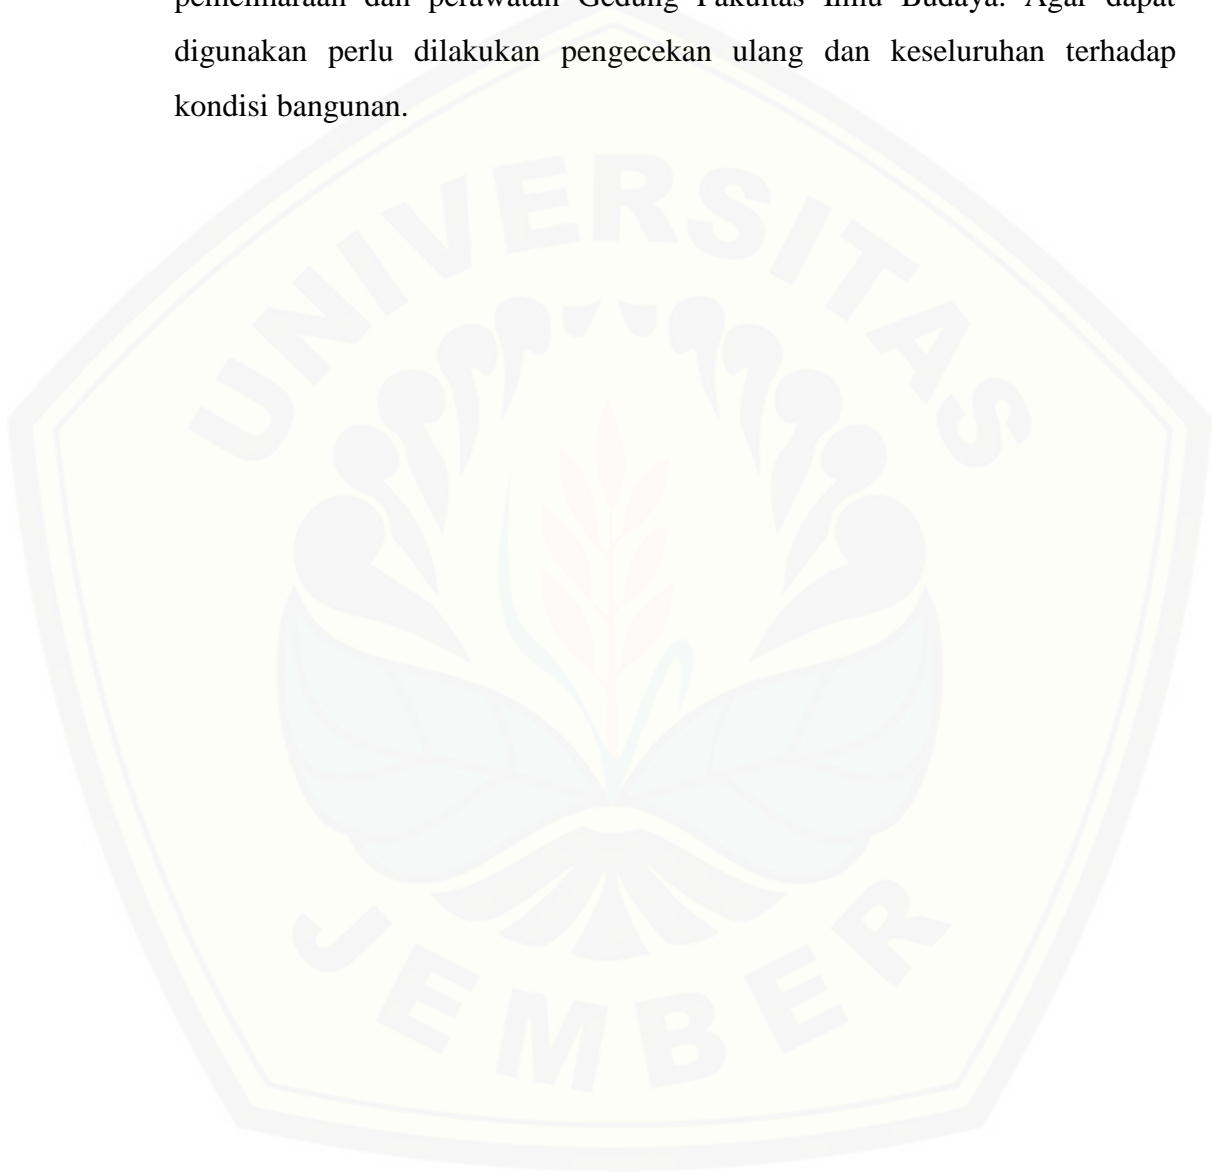 pemeliharaan dan perawatan Gedung Fakultas Ilmu Budaya. Agar dapat
digunakan perlu dilakukan pengecekan ulang dan keseluruhan terhadap
kondisi bangunan.
UNIVERSITAS
JEMBER